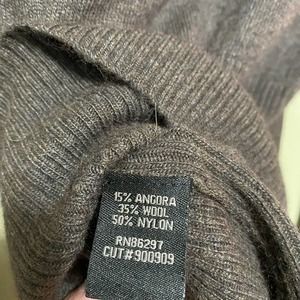 15% ANGORA
35% WOOL
50% NYLON
RN86297
CUT#900909